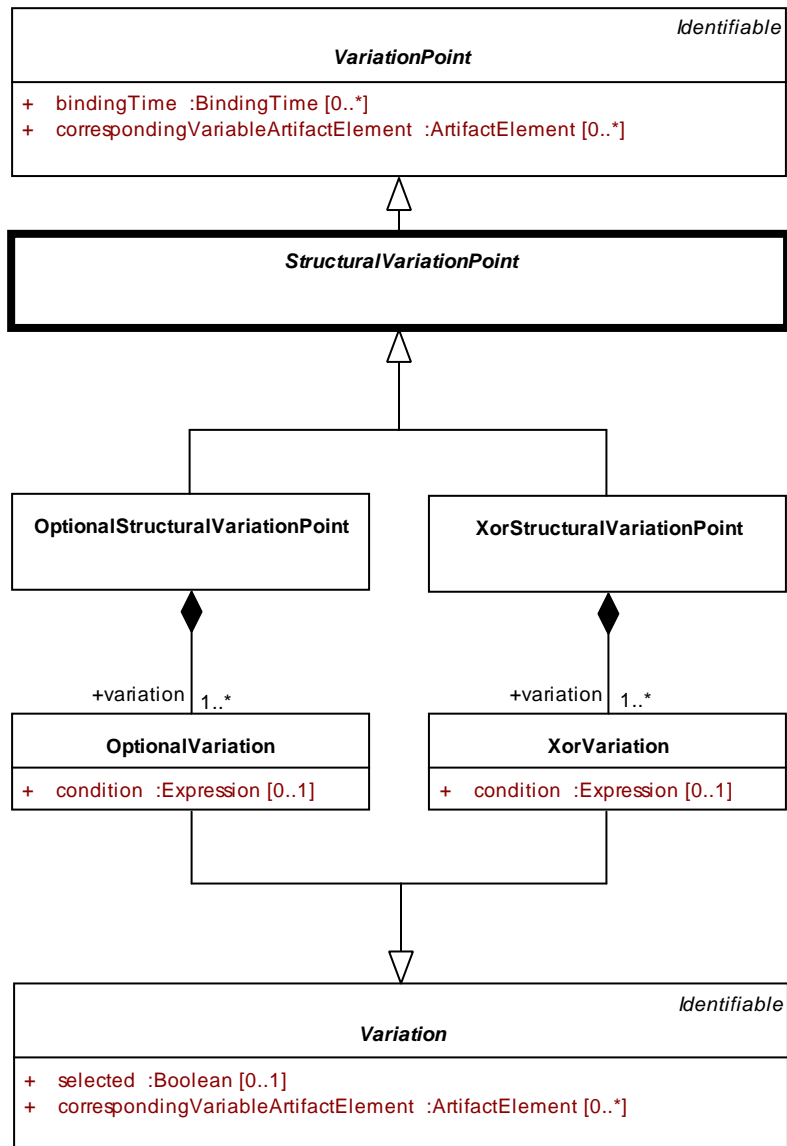 Identifiable
VariationPoint
+ bindingTime :BindingTime [0..*]
+ correspondingVariableArtifactElement :ArtifactElement [0..*]
StructuralVariationPoint
OptionalStructuralVariationPoint
XorStructuralVariationPoint
+variation
1..*
+variation
1..*
OptionalVariation
+ condition :Expression [0..1]
XorVariation
+ condition :Expression [0..1]
Identifiable
Variation
+ selected :Boolean [0..1]
+ correspondingVariableArtifactElement :ArtifactElement [0..*]